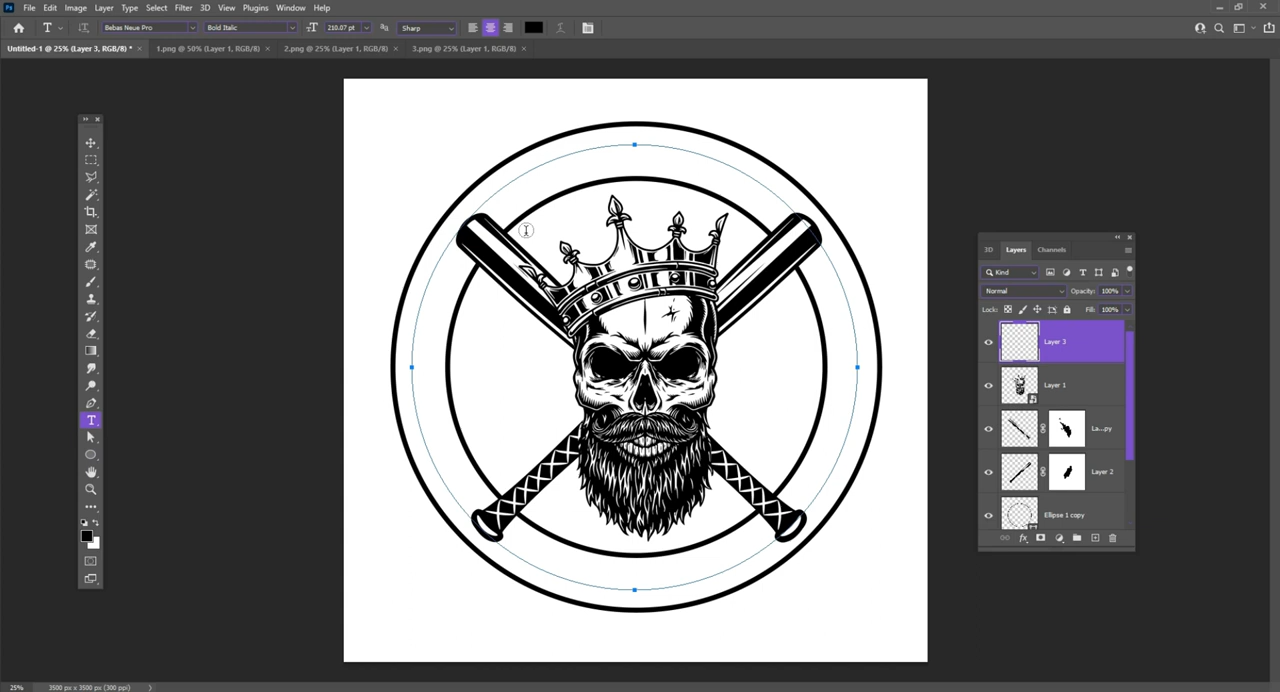 File Edit Image Layer Type Select Filter 3D View Plugins Window Help
Bebas Neue Pro Bold Italic 210.07 pt Sharp
Untitled-1 @ 25% (Layer 3, RGB/8) * × 1.png @ 50% (Layer 1, RGB/8) × 2.png @ 25% (Layer 1, RGB/8) × 3.png @ 25% (Layer 1, RGB/8) ×
3D Layers Channels
Kind
Normal Opacity: 100%
Lock: Fill: 100%
Layer 3
Layer 1
La...py
Layer 2
Ellipse 1 copy
25% 3500 px x 3500 px (300 ppi)